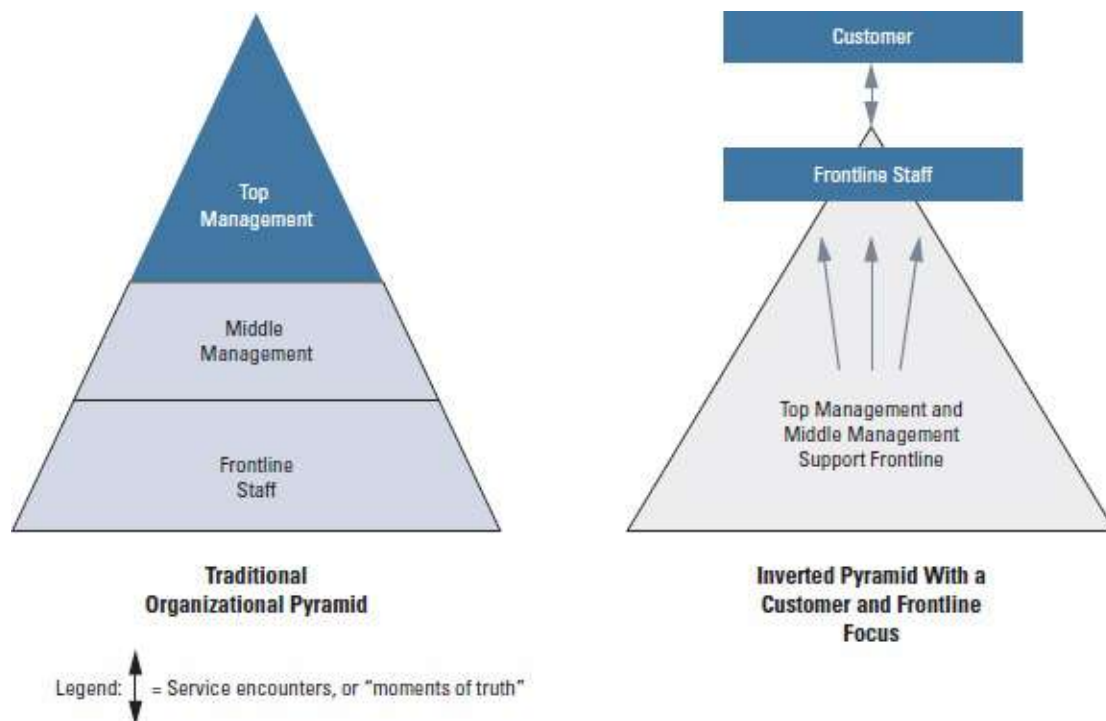 Top
Management
Middle
Management
Frontline
Staff
Traditional
Organizational Pyramid
Customer
Frontline Staff
Top Management and
Middle Management
Support Frontline
Inverted Pyramid With a
Customer and Frontline
Focus
Legend: = Service encounters, or “moments of truth”